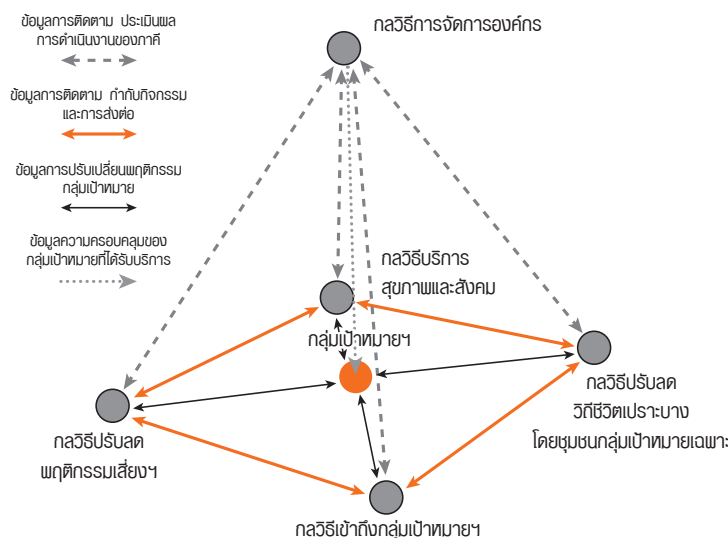 ข้อมูลการติดตาม ประเมินผล
การดำเนินงานของภาคี
ข้อมูลการติดตาม กำกับกิจกรรม
และการส่งต่อ
ข้อมูลการปรับเปลี่ยนพฤติกรรม
กลุ่มเป้าหมาย
ข้อมูลความครอบคลุมของ
กลุ่มเป้าหมายที่ได้รับบริการ
กลวิธีการจัดการองค์กร
กลวิธีบริการ
สุขภาพและสังคม
กลุ่มเป้าหมายฯ
กลวิธีปรับลด
วิถีชีวิตเปราะบาง
โดยชุมชนกลุ่มเป้าหมายเฉพาะ
กลวิธีปรับลด
พฤติกรรมเสี่ยงฯ
กลวิธีเข้าถึงกลุ่มเป้าหมายฯ